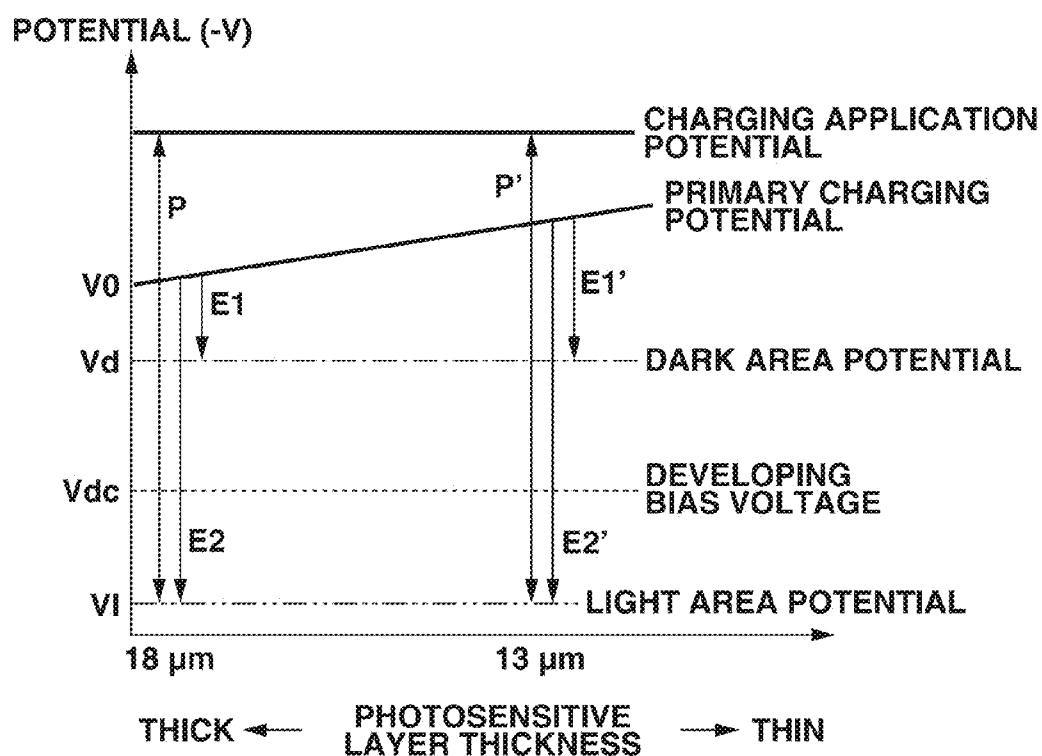 POTENTIAL (-V)
CHARGING APPLICATION
POTENTIAL
P
P'
PRIMARY CHARGING
POTENTIAL
V0
E1
E1'
Vd
DARK AREA POTENTIAL
Vdc
DEVELOPING
BIAS VOLTAGE
E2
E2'
Vl
LIGHT AREA POTENTIAL
18 µm
13 µm
THICK
PHOTOSENSITIVE
LAYER THICKNESS
THIN